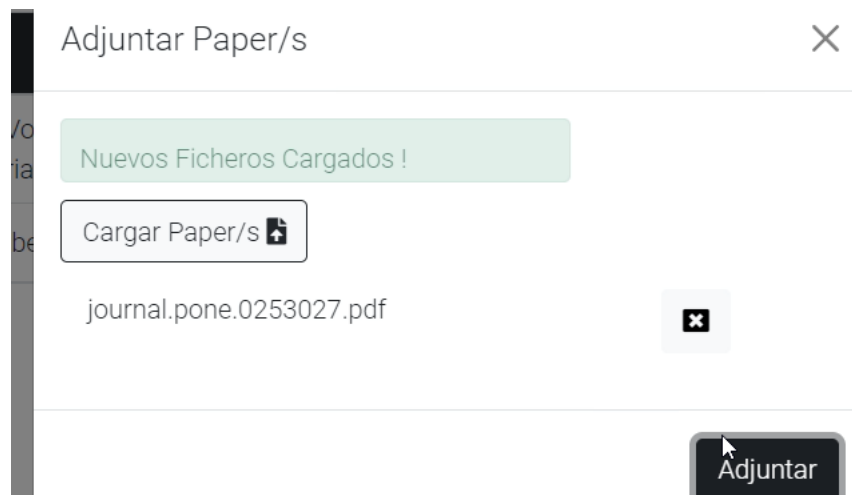 Adjuntar Paper/s
Nuevos Ficheros Cargados !
Cargar Paper/s
journal.pone.0253027.pdf
Adjuntar